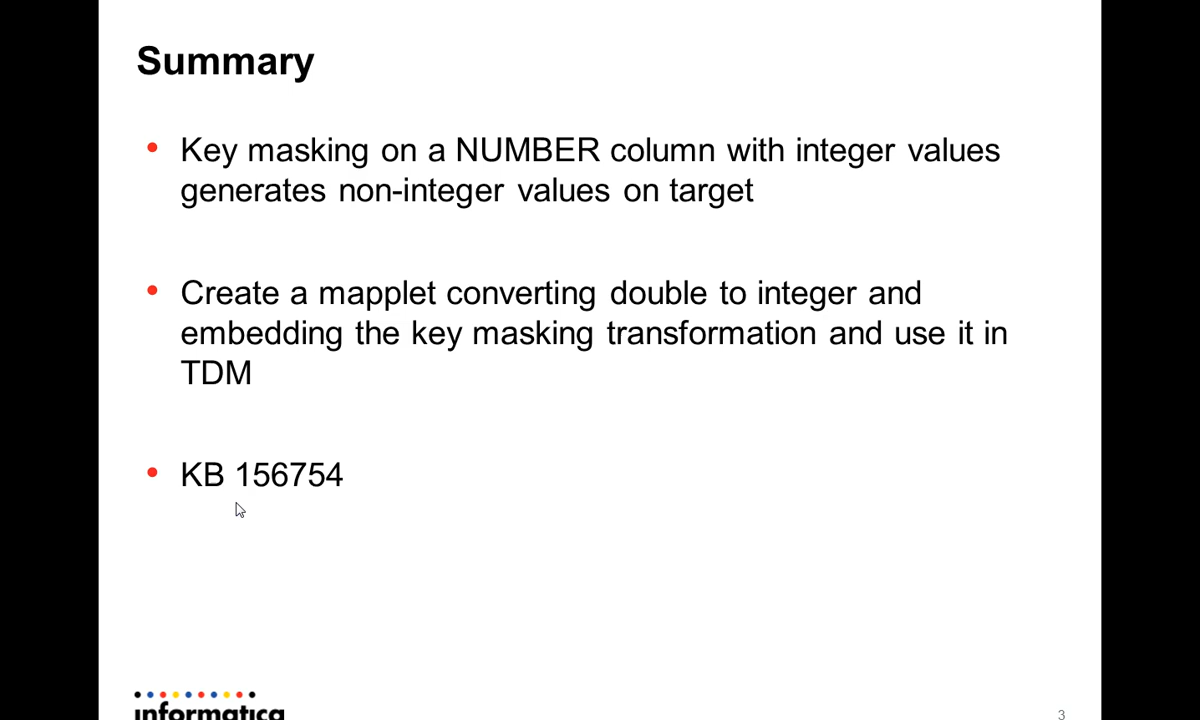 Summary
• Key masking on a NUMBER column with integer values
generates non-integer values on target
• Create a mapplet converting double to integer and
embedding the key masking transformation and use it in
TDM
• KB 156754
informatica
3